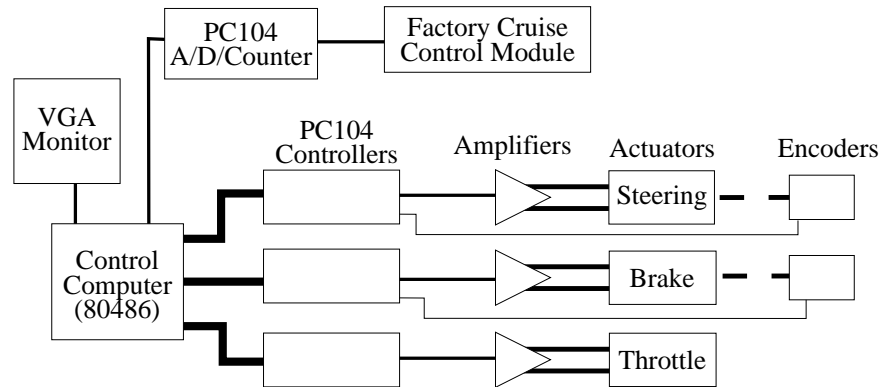 PC104
A/D/Counter
Factory Cruise
Control Module
VGA
Monitor
PC104
Controllers
Amplifiers
Actuators
Encoders
Steering
Control
Computer
(80486)
Brake
Throttle